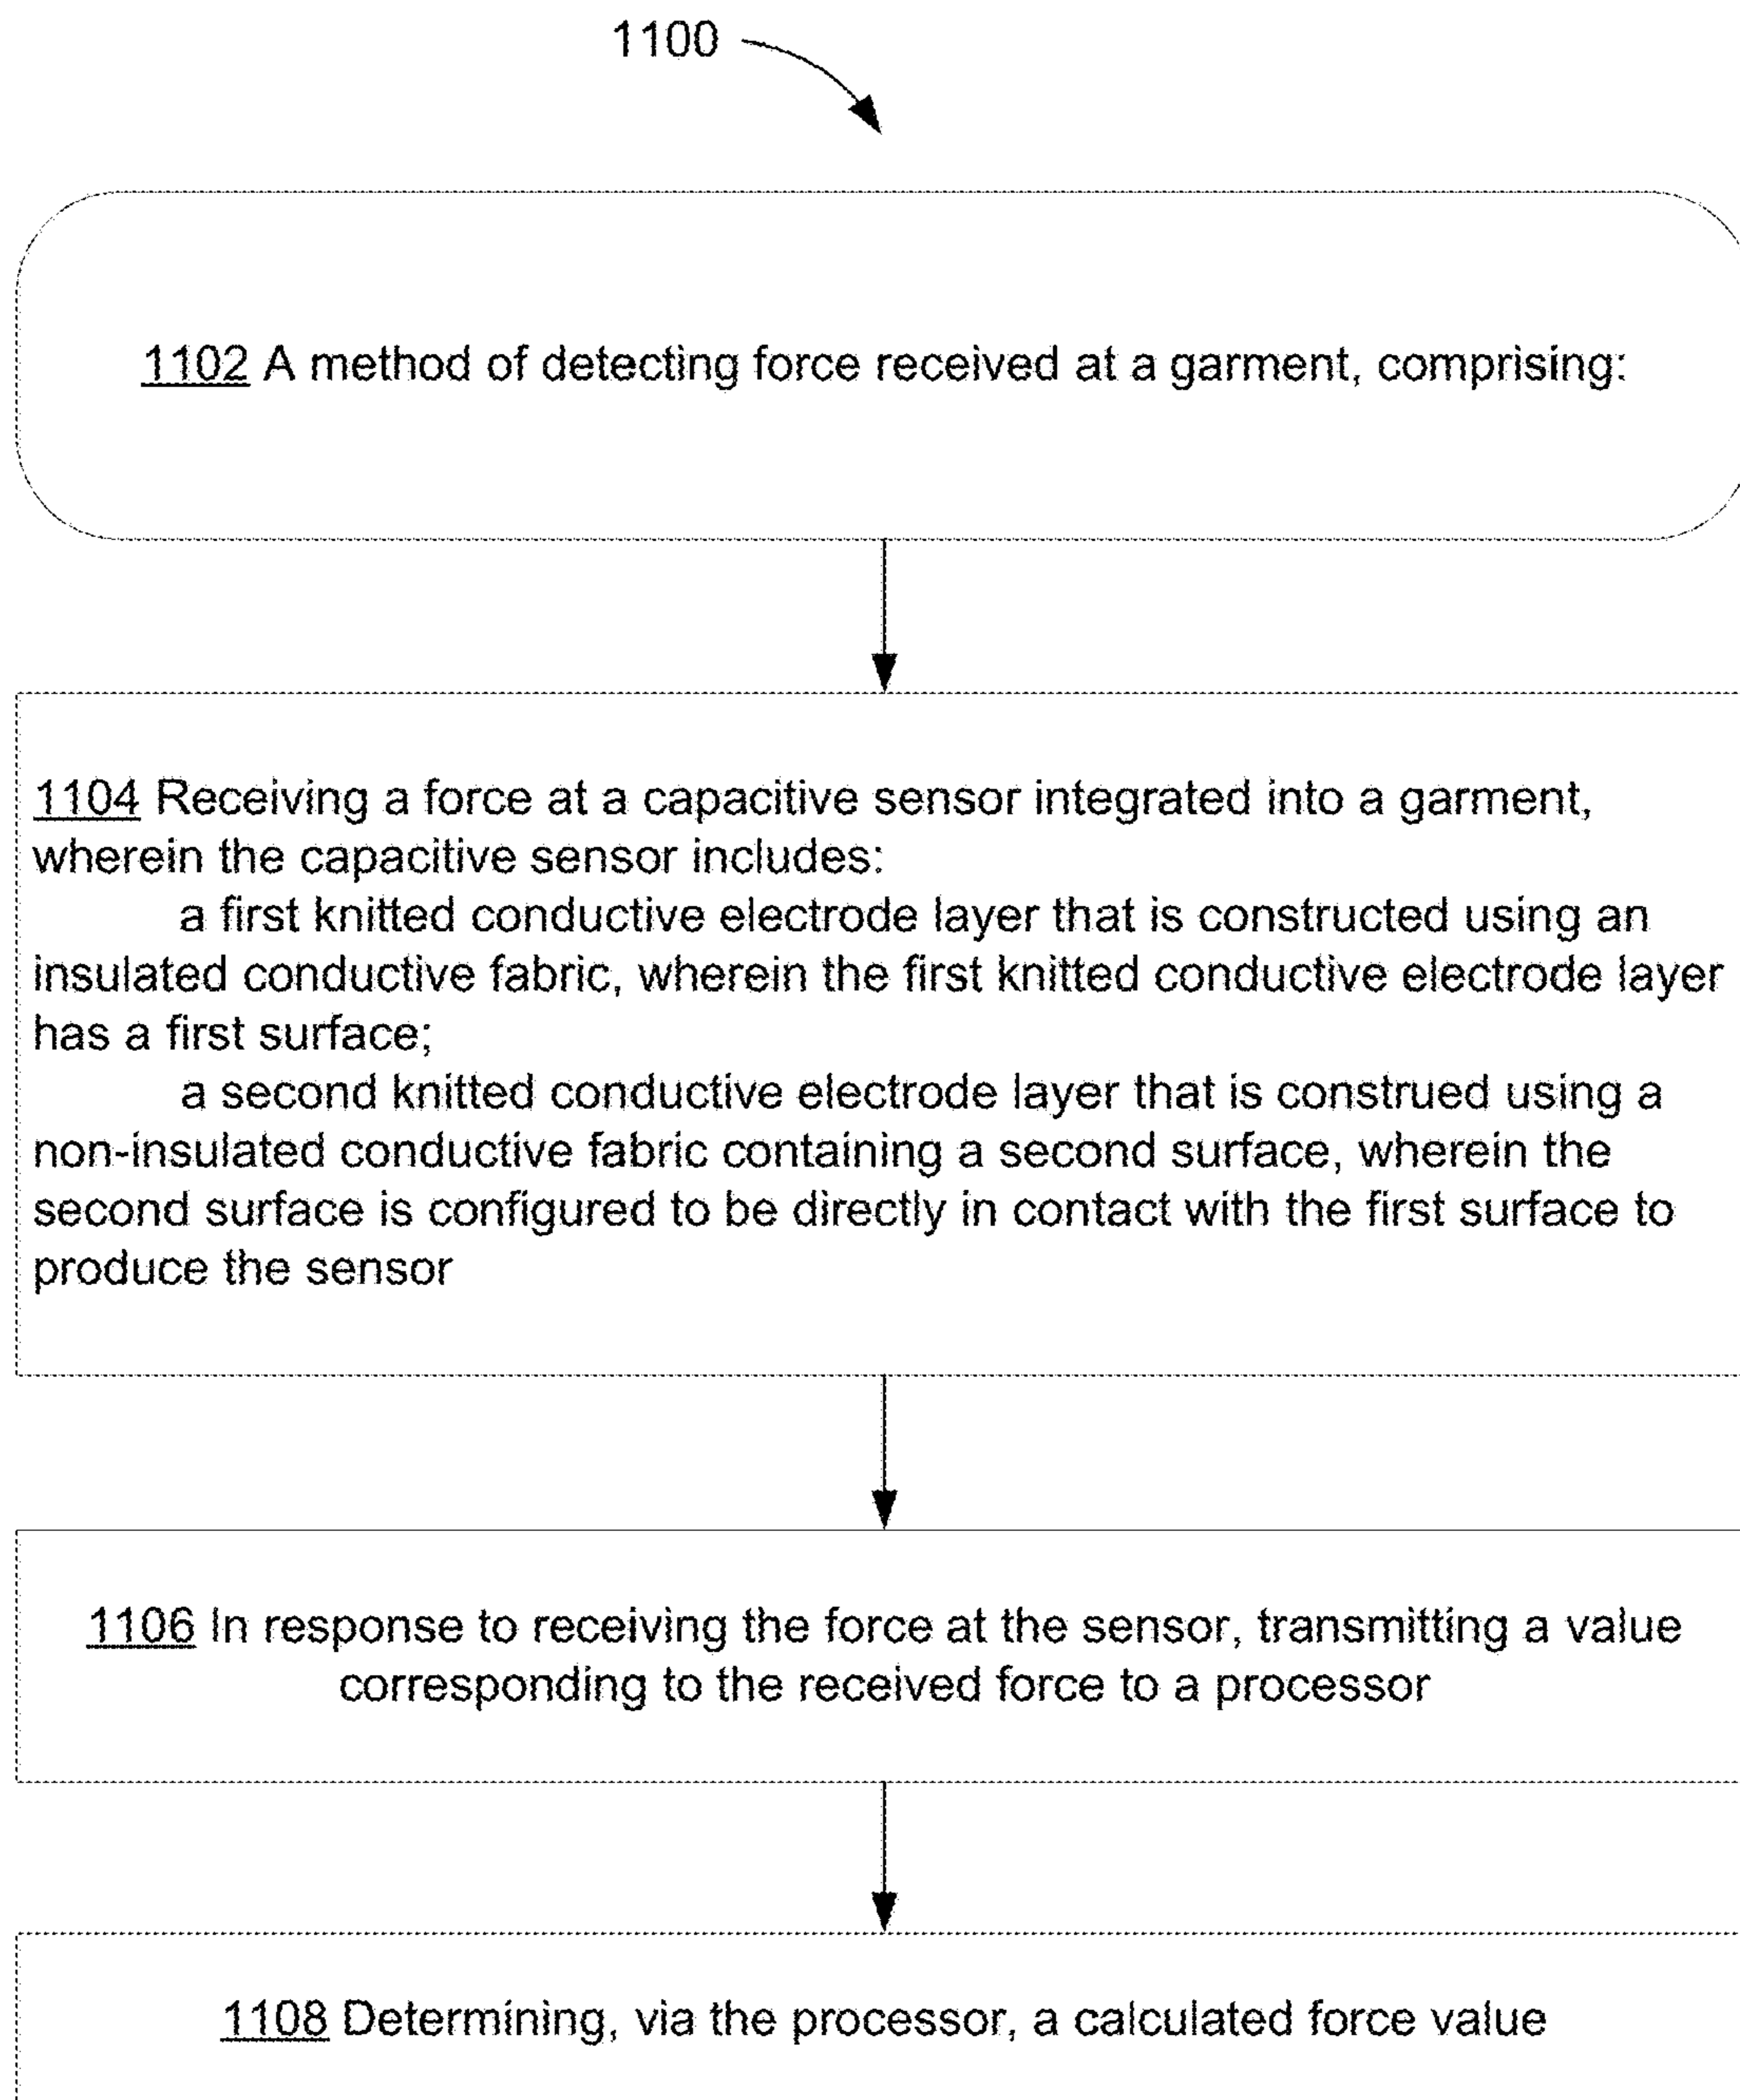 1100
1102 A method of detecting force received at a garment, comprising:
1104 Receiving a force at a capacitive sensor integrated into a garment,
wherein the capacitive sensor includes:
a first knitted conductive electrode layer that is constructed using an
insulated conductive fabric, wherein the first knitted conductive electrode layer
has a first surface;
a second knitted conductive electrode layer that is construed using a
non-insulated conductive fabric containing a second surface, wherein the
second surface is configured to be directly in contact with the first surface to
produce the sensor
1106 In response to receiving the force at the sensor, transmitting a value
corresponding to the received force to a processor
1108 Determining, via the processor, a calculated force value